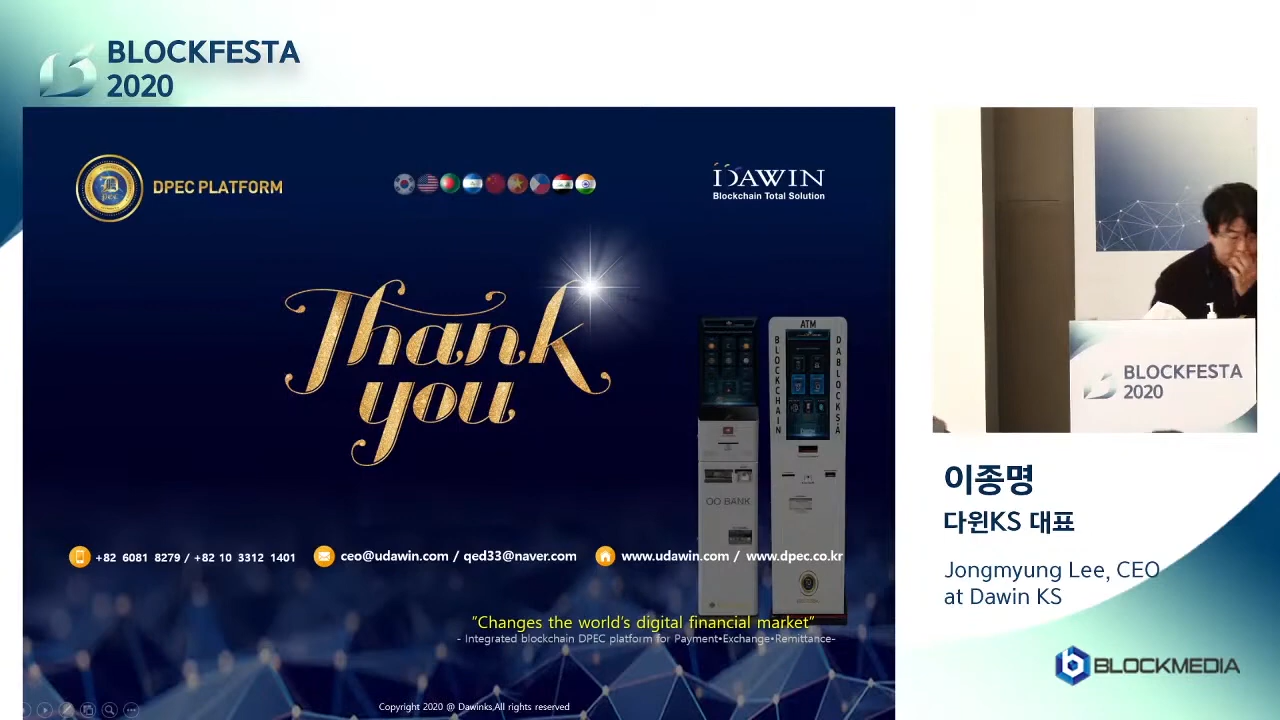 BLOCKFESTA
2020
DPEC PLATFORM
DAWIN
Blockchain Total Solution
Thank
you
ATM
BLOCKCHAIN
DABLOCKSA
OO BANK
+82 6081 8279 / +82 10 3312 1401
ceo@udawin.com / qed33@naver.com
www.udawin.com / www.dpec.co.kr
"Changes the world's digital financial market"
- Integrated blockchain DPEC platform for Payment•Exchange•Remittance-
Copyright 2020 @ Dawinks,All rights reserved
BLOCKFESTA
2020
이종명
다윈KS 대표
Jongmyung Lee, CEO
at Dawin KS
BLOCKMEDIA